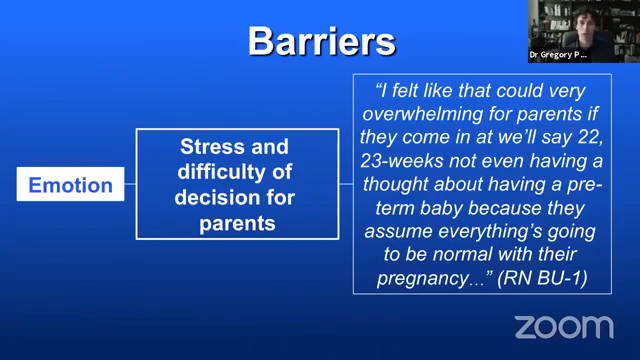 Barriers
Dr Gregory P...
Emotion
Stress and
difficulty of
decision for
parents
“I felt like that could very
overwhelming for parents if
they come in at we’ll say 22,
23-weeks not even having a
thought about having a pre-
term baby because they
assume everything’s going
to be normal with their
pregnancy…” (RN BU-1)
zoom